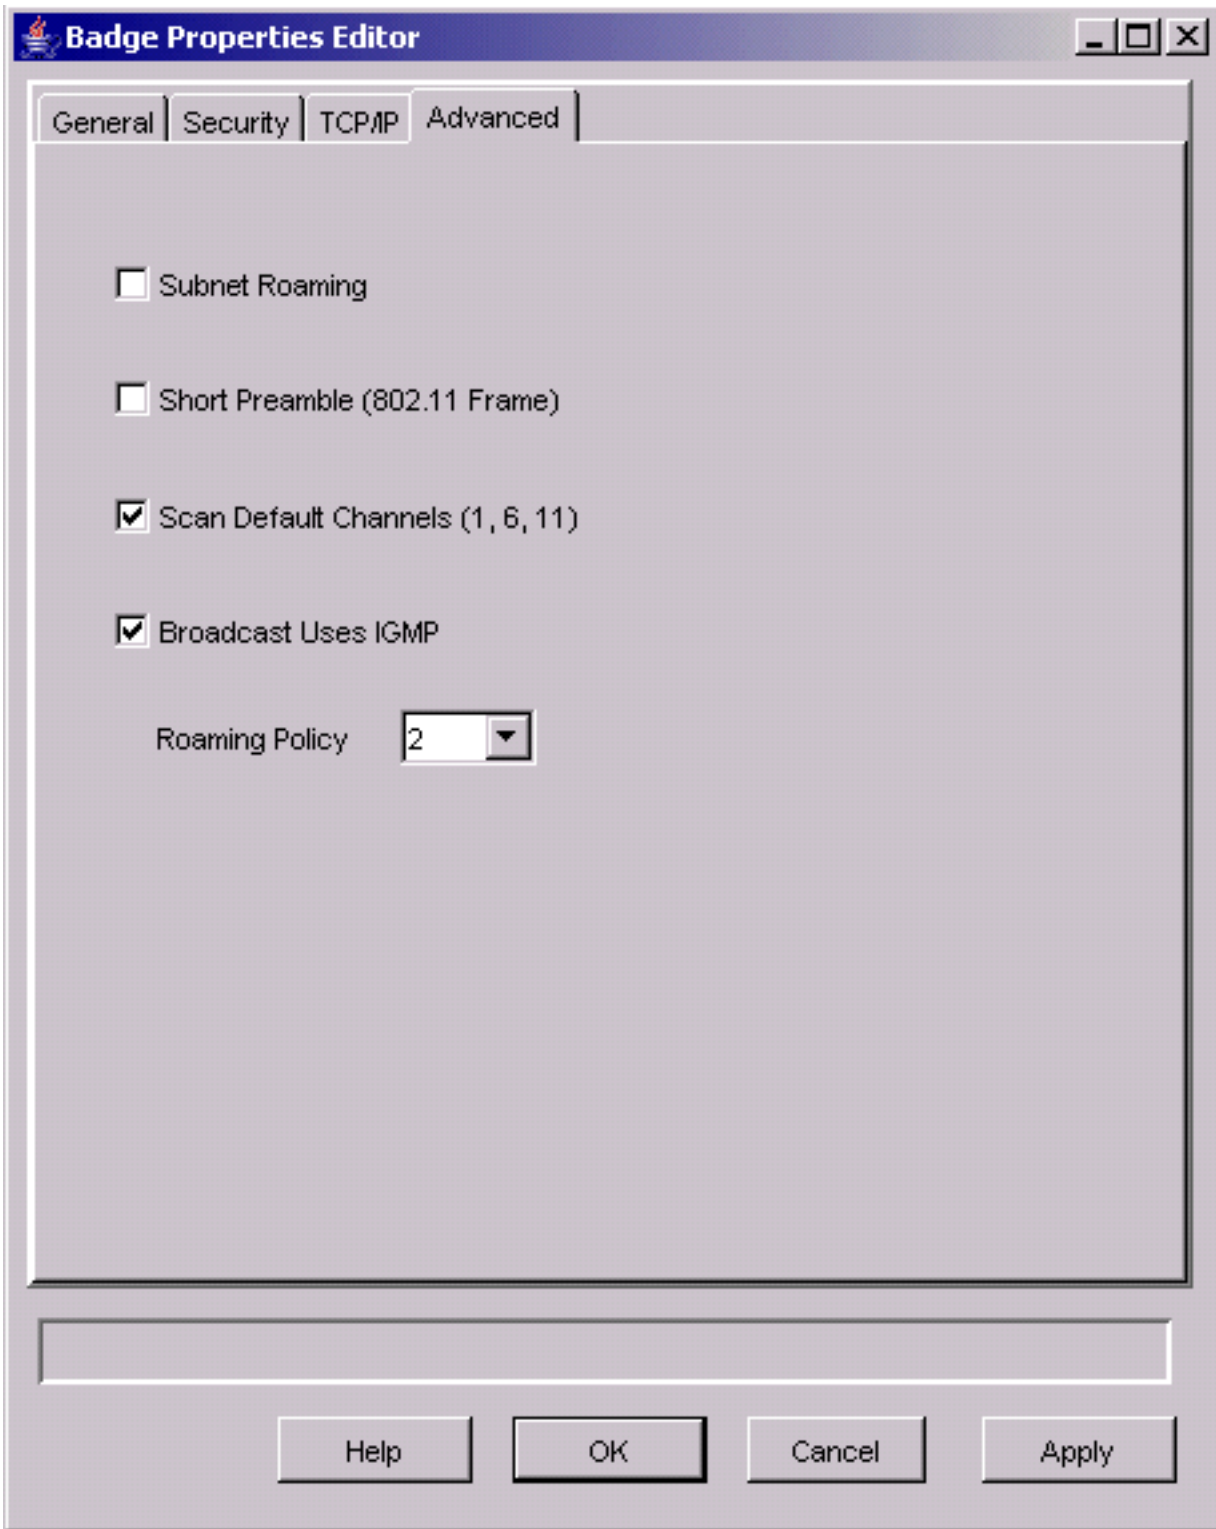 Badge Properties Editor
General Security TCP/IP Advanced
Subnet Roaming
Short Preamble (802.11 Frame)
Scan Default Channels (1, 6, 11)
Broadcast Uses IGMP
Roaming Policy 2
Help OK Cancel Apply